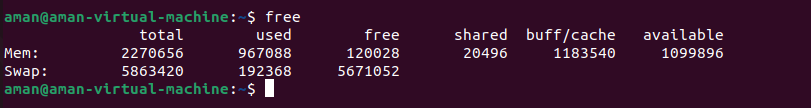 aman@aman-virtual-machine:~$ free
total used free shared buff/cache available
Mem: 2270656 967088 120028 20496 1183540 1099896
Swap: 5863420 192368 5671052
aman@aman-virtual-machine:~$